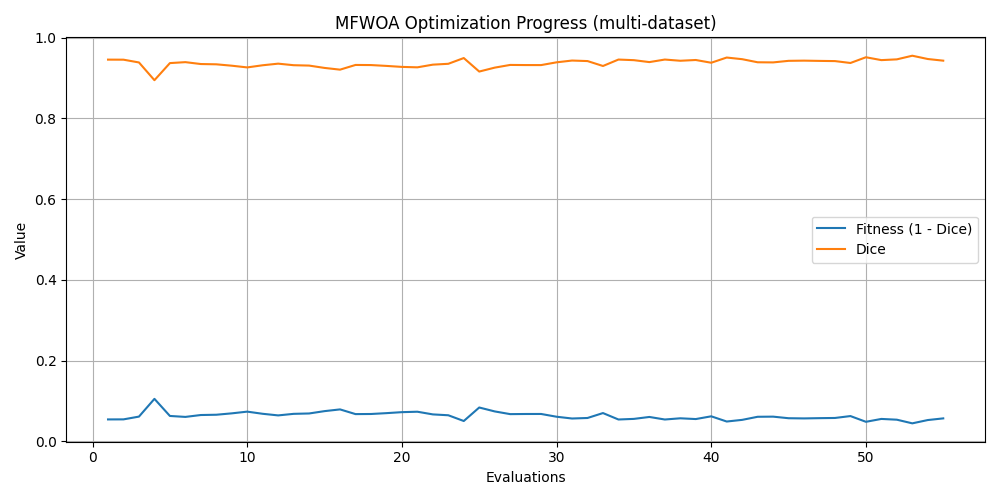 MFWOA Optimization Progress (multi-dataset)
1.0
0.8
0.6
0.4
0.2
0.0
Value
Fitness (1 - Dice)
Dice
0 10 20 30 40 50
Evaluations